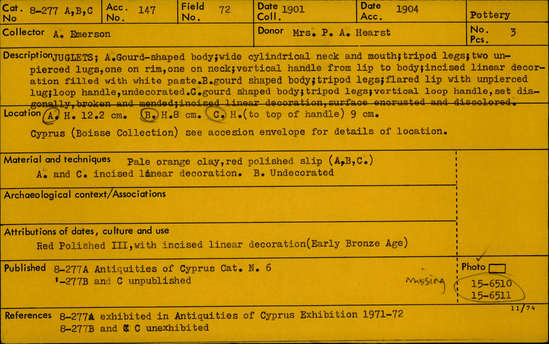 Cat. No 8-277 A,B,C Acc. No. 147 Field No 72 Date Coll. 1901 Date Acc. 1904 Pottery
Collector A. Emerson Donor Mrs. P. A. Hearst No. Pcs. 3
Description JUGLETS; A.Gourd-shaped body;wide cylindrical neck and mouth;tripod legs;two un-
pierced lugs,one on rim,one on neck;vertical handle from lip to body;incised linear decor-
ation filled with white paste.B.gourd shaped body;tripod legs;flared lip with unpierced
lug;loop handle,undecorated.C.gourd shaped body;tripod legs;vertical loop handle,set dia-
gonally,broken and mended;incised linear decoration,surface encrusted and discolored.
Location A. H. 12.2 cm. B. H.8 cm. C. H.(to top of handle) 9 cm.
Cyprus (Boisse Collection) see accesion envelope for details of location.
Material and techniques Pale orange clay,red polished slip (A,B,C.)
A. and C. incised linear decoration. B. Undecorated
Archaeological context/Associations
Attributions of dates, culture and use
Red Polished III,with incised linear decoration(Early Bronze Age)
Published 8-277A Antiquities of Cyprus Cat. N. 6
'-277B and C unpublished
missing
Photo
15-6510
15-6511
11/74
References 8-277A exhibited in Antiquities of Cyprus Exhibition 1971-72
8-277B and C unexhibited